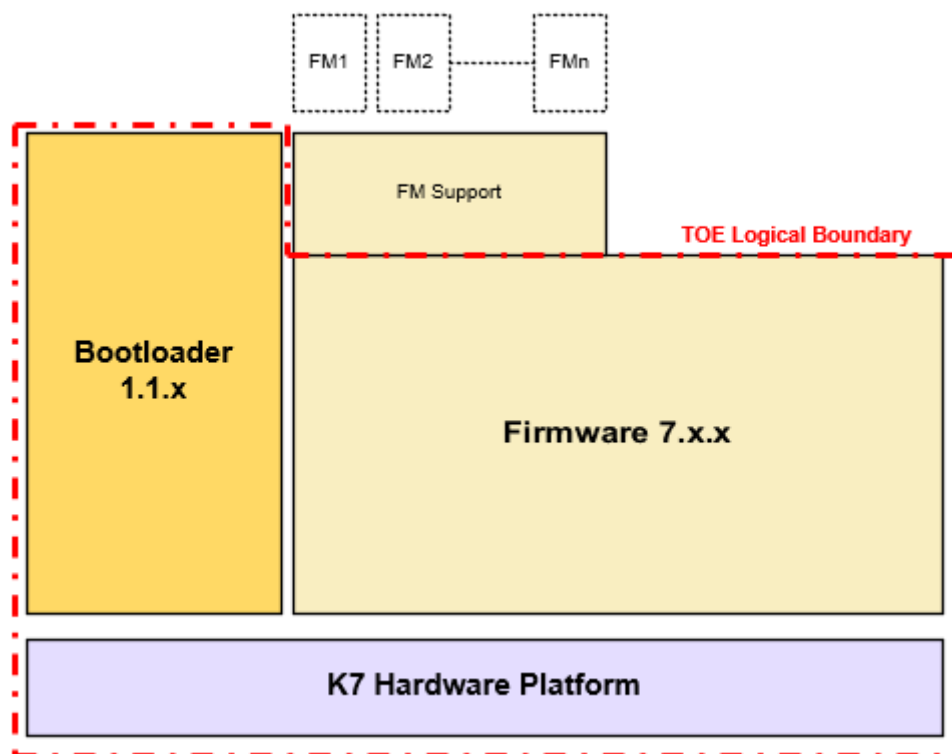 FM1
FM2
FMn
FM Support
TOE Logical Boundary
Bootloader
1.1.x
Firmware 7.x.x
K7 Hardware Platform